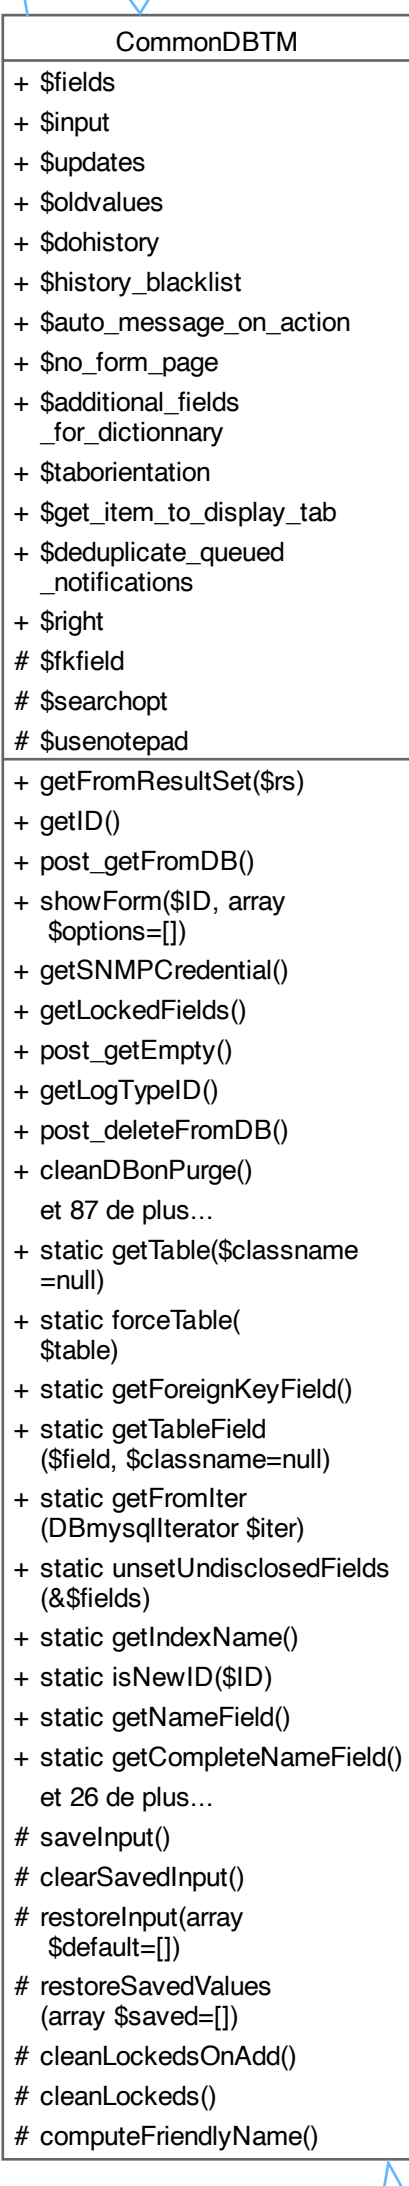 CommonDBTM
+ $fields
+ $input
+ $updates
+ $oldvalues
+ $dohistory
+ $history_blacklist
+ $auto_message_on_action
+ $no_form_page
+ $additional_fields
_for_dictionnary
+ $taborientation
+ $get_item_to_display_tab
+ $deduplicate_queued
_notifications
+ $right
# $fkfield
# $searchopt
# $usenotepad
+ getFromResultSet($rs)
+ getID()
+ post_getFromDB()
+ showForm($ID, array
$options=[])
+ getSNMPCredential()
+ getLockedFields()
+ post_getEmpty()
+ getLogTypeID()
+ post_deleteFromDB()
+ cleanDBonPurge()
et 87 de plus...
+ static getTable($classname
=null)
+ static forceTable(
$table)
+ static getForeignKeyField()
+ static getTableField
($field, $classname=null)
+ static getFromIter
(DBmysqlIterator $iter)
+ static unsetUndisclosedFields
(&$fields)
+ static getIndexName()
+ static isNewID($ID)
+ static getNameField()
+ static getCompleteNameField()
et 26 de plus...
# saveInput()
# clearSavedInput()
# restoreInput(array
$default=[])
# restoreSavedValues
(array $saved=[])
# cleanLockedsOnAdd()
# cleanLockeds()
# computeFriendlyName()